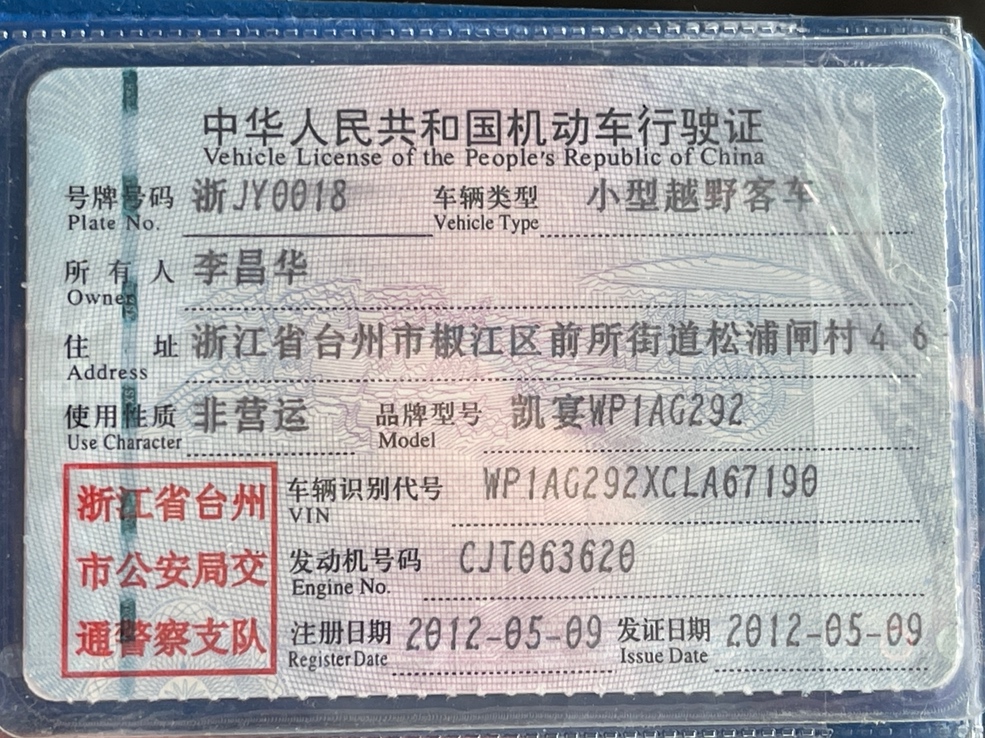 中华人民共和国机动车行驶证
Vehicle License of the People's Republic of China
号牌号码 浙JY0018 车辆类型 小型越野客车
Plate No. Vehicle Type
所有人 李昌华
Owner
住址 浙江省台州市椒江区前所街道松浦闸村46
Address
使用性质 非营运 品牌型号 凯宴WP1AG292
Use Character Model
车辆识别代号 WP1AG292XCLA67190
VIN
发动机号码 CJT063620
Engine No.
注册日期 2012-05-09 发证日期 2012-05-09
Register Date Issue Date
浙江省台州
市公安局交
通警察支队